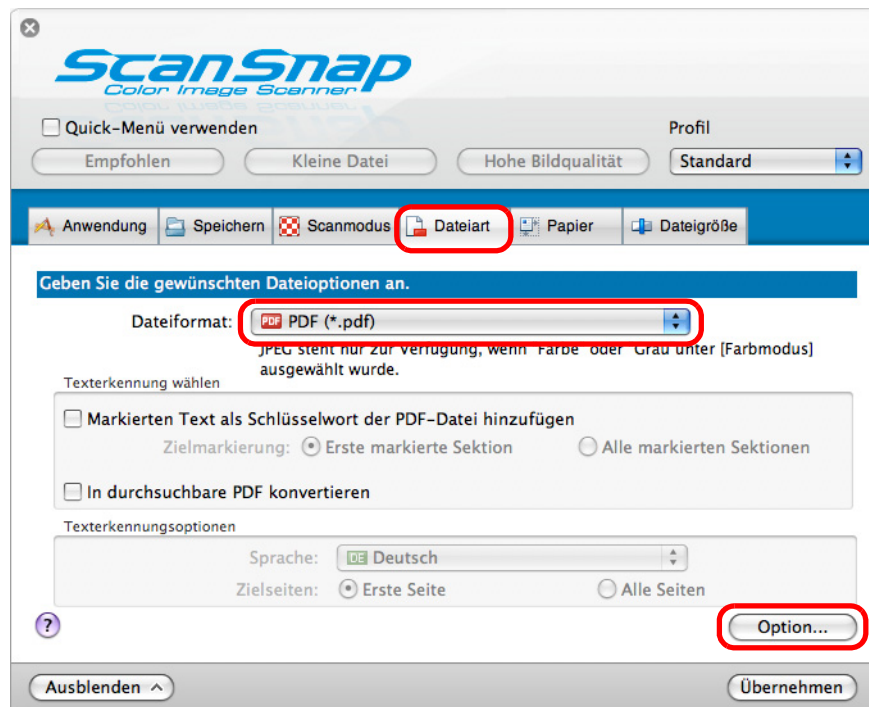 ScanSnap
Color Image Scanner
Quick-Menü verwenden
Profil
Empfohlen Kleine Datei Hohe Bildqualität Standard
Anwendung Speichern Scanmodus Dateiart Papier Dateigröße
Geben Sie die gewünschten Dateioptionen an.
Dateiformat: PDF PDF (*.pdf)
JPEG steht nur zur Verfügung, wenn "Farbe" oder "Grau" unter [Farbmodus]
ausgewählt wurde.
Texterkennung wählen
Markierten Text als Schlüsselwort der PDF-Datei hinzufügen
Zielmarkierung: Erste markierte Sektion Alle markierten Sektionen
In durchsuchbare PDF konvertieren
Texterkennungsoptionen
Sprache: DE Deutsch
Zielseiten: Erste Seite Alle Seiten
? Option...
Ausblenden Übernehmen